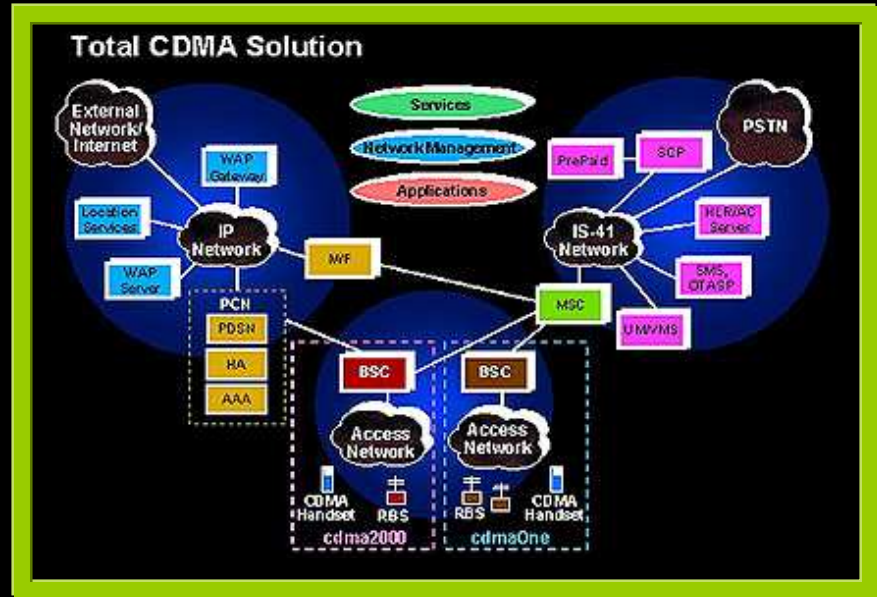 Total CDMA Solution
External
Network/
Internet
WAP
Gateway
Location
Services
IP
Network
WAP
Server
PCN
PDSN
HA
AAA
IWF
Services
Network Management
Applications
PrePaid
SCP
PSTN
IS-41
Network
HLR/AC
Server
SMS,
OTASP
UM/VMS
MSC
BSC
Access
Network
CDMA
Handset
RBS
cdma2000
BSC
Access
Network
RBS
CDMA
Handset
cdmaOne